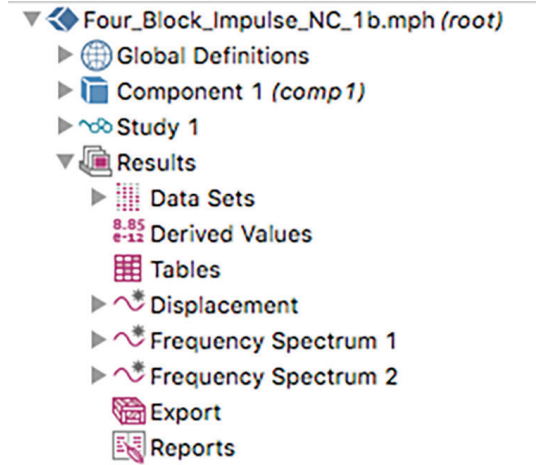 Four_Block_Impulse_NC_1b.mph (root)
Global Definitions
Component 1 (comp1)
Study 1
Results
Data Sets
8.85
e-12 Derived Values
Tables
Displacement
Frequency Spectrum 1
Frequency Spectrum 2
Export
Reports